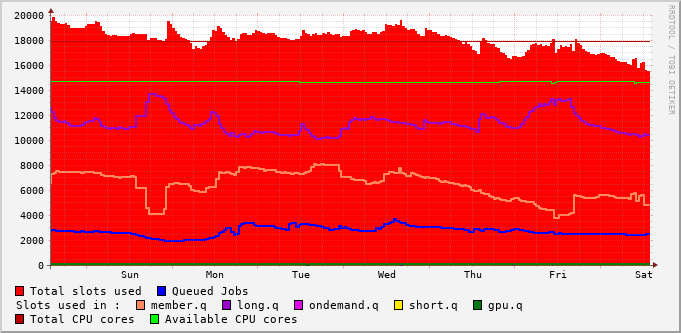 20000
18000
16000
14000
12000
10000
8000
6000
4000
2000
0
Sun Mon Tue Wed Thu Fri Sat
RRDTOOL / TOBI OETIKER
Total slots used Queued Jobs
Slots used in : member.q long.q ondemand.q short.q gpu.q
Total CPU cores Available CPU cores